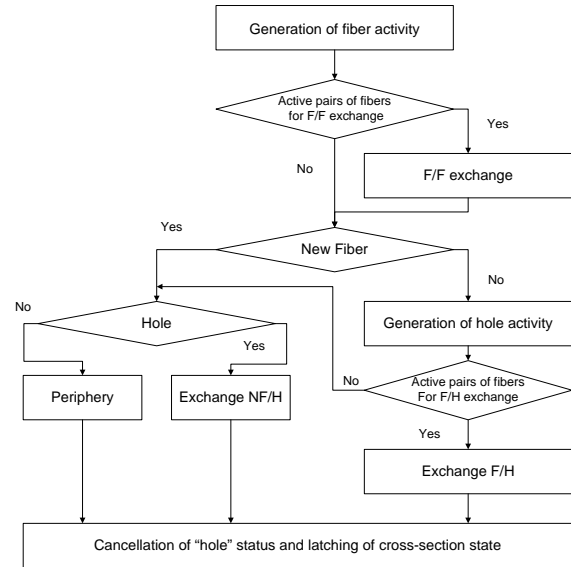 Generation of fiber activity
Active pairs of fibers
for F/F exchange
Yes
No
F/F exchange
Yes
New Fiber
No
No
Hole
Generation of hole activity
Yes
Periphery
Exchange NF/H
No
Active pairs of fibers
For F/H exchange
Yes
Exchange F/H
Cancellation of “hole” status and latching of cross-section state